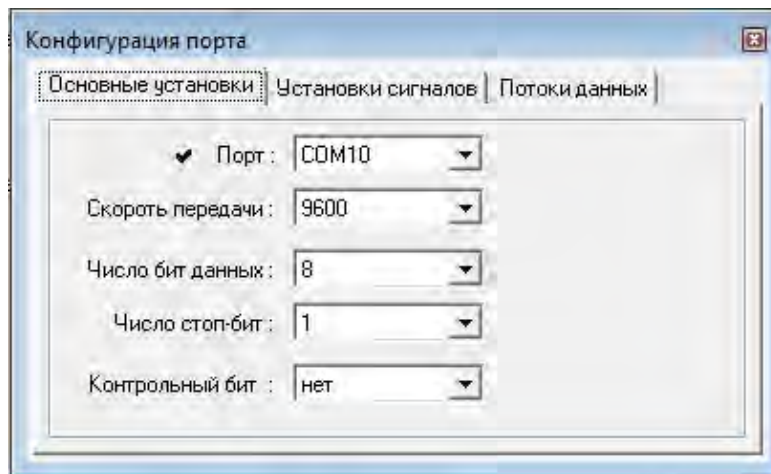 Конфигурация порта
Основные установки Установки сигналов Потоки данных
Порт : COM10
Скороть передачи : 9600
Число бит данных : 8
Число стоп-бит : 1
Контрольный бит : нет